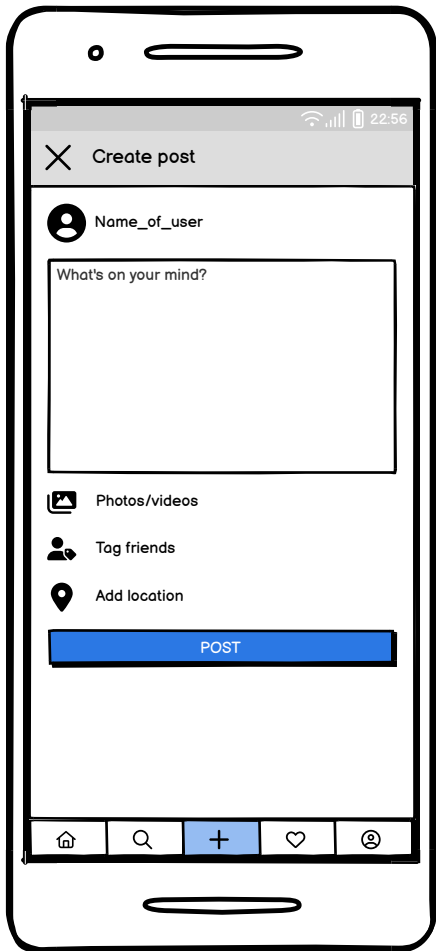 22:56
Create post
Name_of_user
What's on your mind?
Photos/videos
Tag friends
Add location
POST